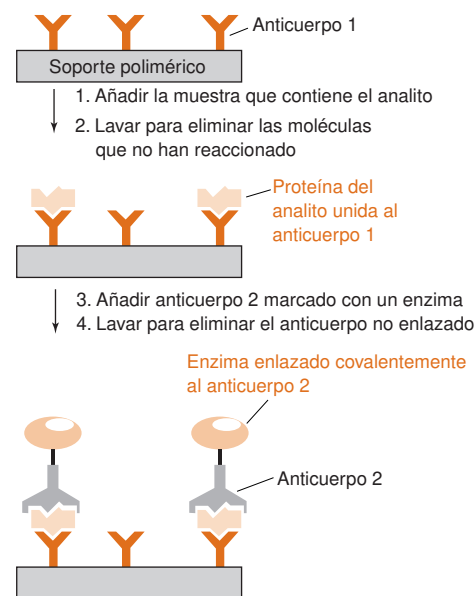 Anticuerpo 1
Soporte polimérico
1. Añadir la muestra que contiene el analito
2. Lavar para eliminar las moléculas
que no han reaccionado
Proteína del
analito unida al
anticuerpo 1
3. Añadir anticuerpo 2 marcado con un enzima
4. Lavar para eliminar el anticuerpo no enlazado
Enzima enlazado covalentemente
al anticuerpo 2
Anticuerpo 2